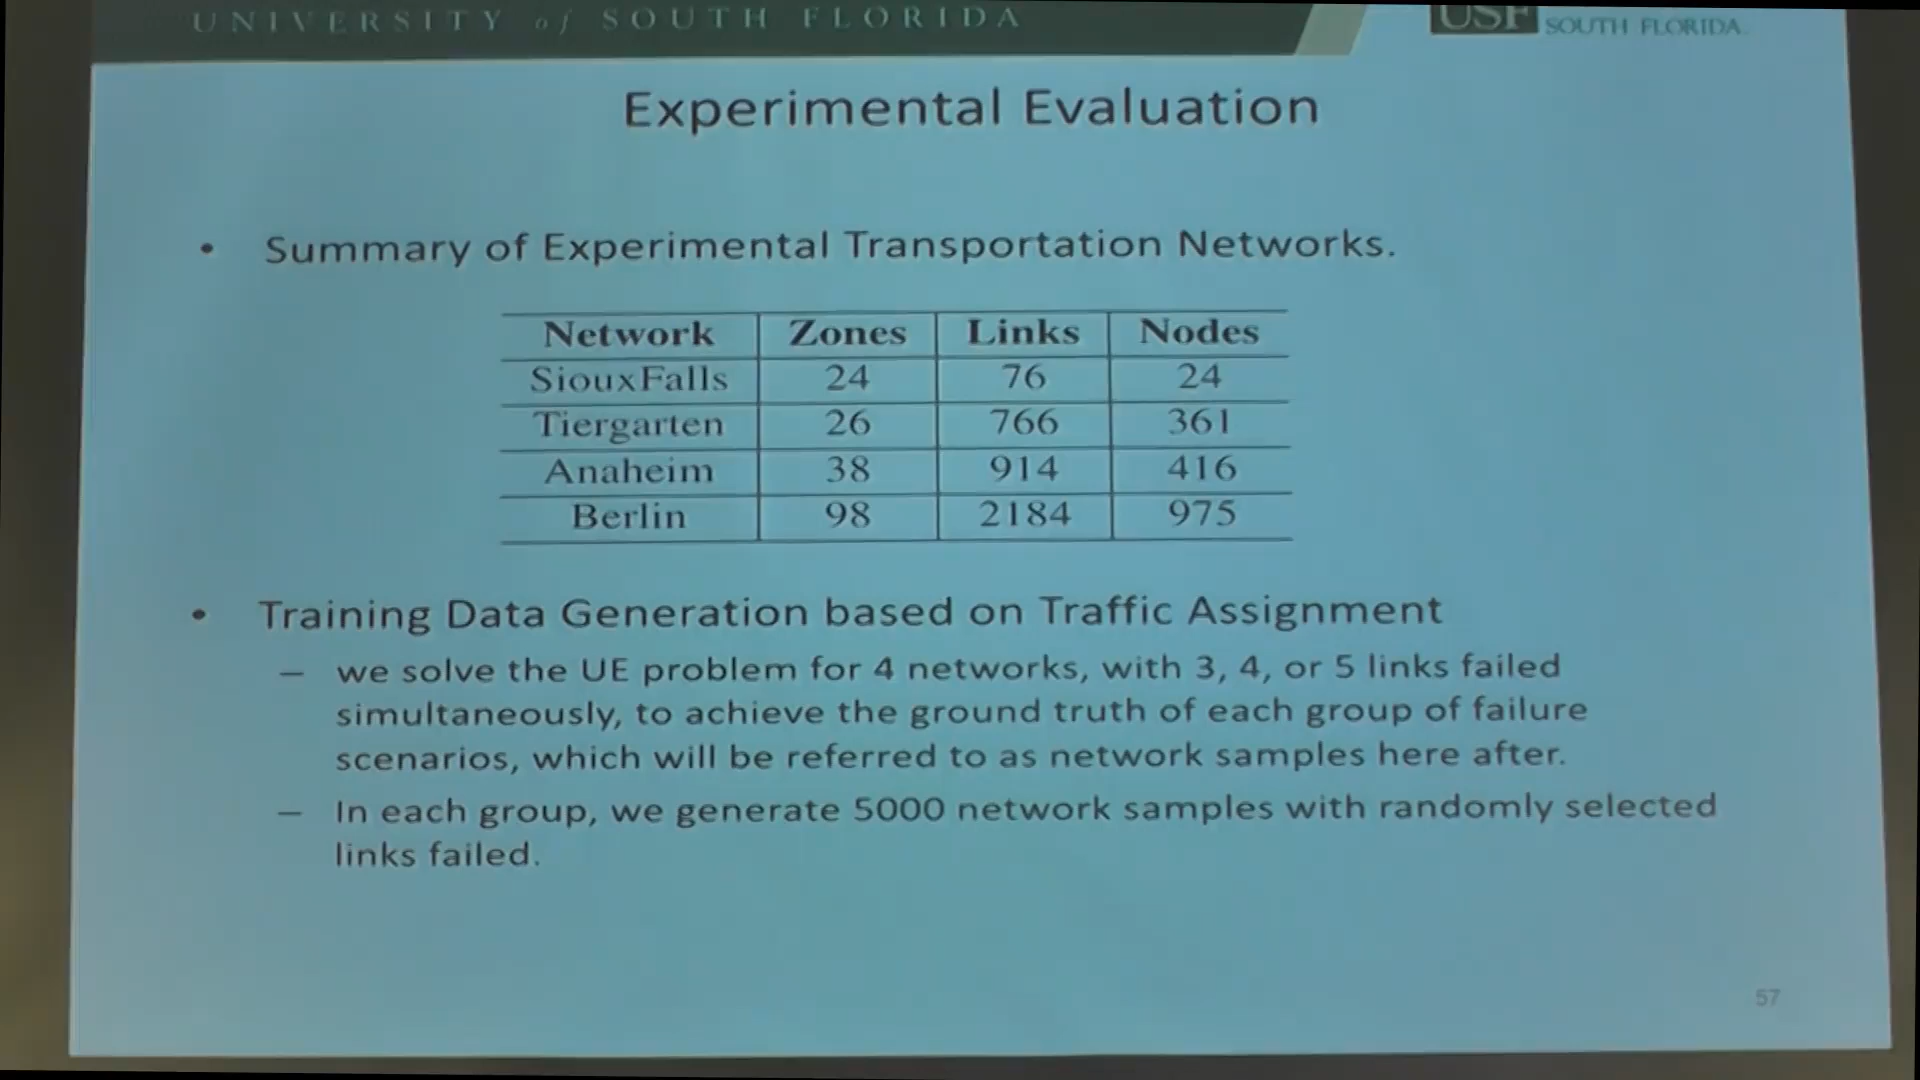 UNIVERSITY of SOUTH FLORIDA
USF SOUTH FLORIDA
Experimental Evaluation
• Summary of Experimental Transportation Networks.
Network Zones Links Nodes
SiouxFalls 24 76 24
Tiergarten 26 766 361
Anaheim 38 914 416
Berlin 98 2184 975
• Training Data Generation based on Traffic Assignment
– we solve the UE problem for 4 networks, with 3, 4, or 5 links failed
simultaneously, to achieve the ground truth of each group of failure
scenarios, which will be referred to as network samples here after.
– In each group, we generate 5000 network samples with randomly selected
links failed.
57